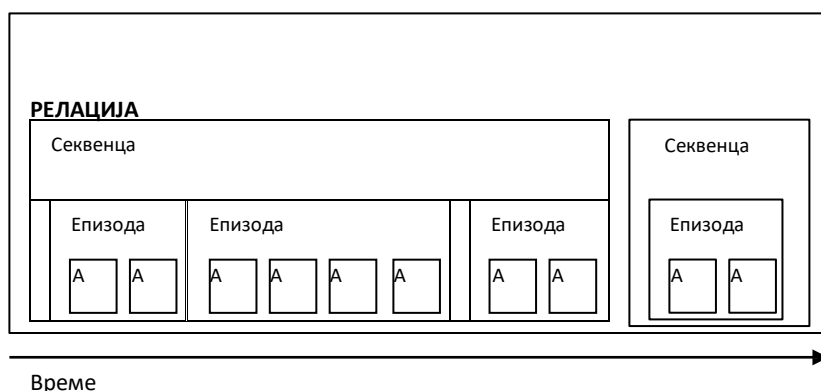 РЕЛАЦИЈА
Секвенца Секвенца
Епизода Епизода Епизода Епизода
А А А А А А А А А А
Време